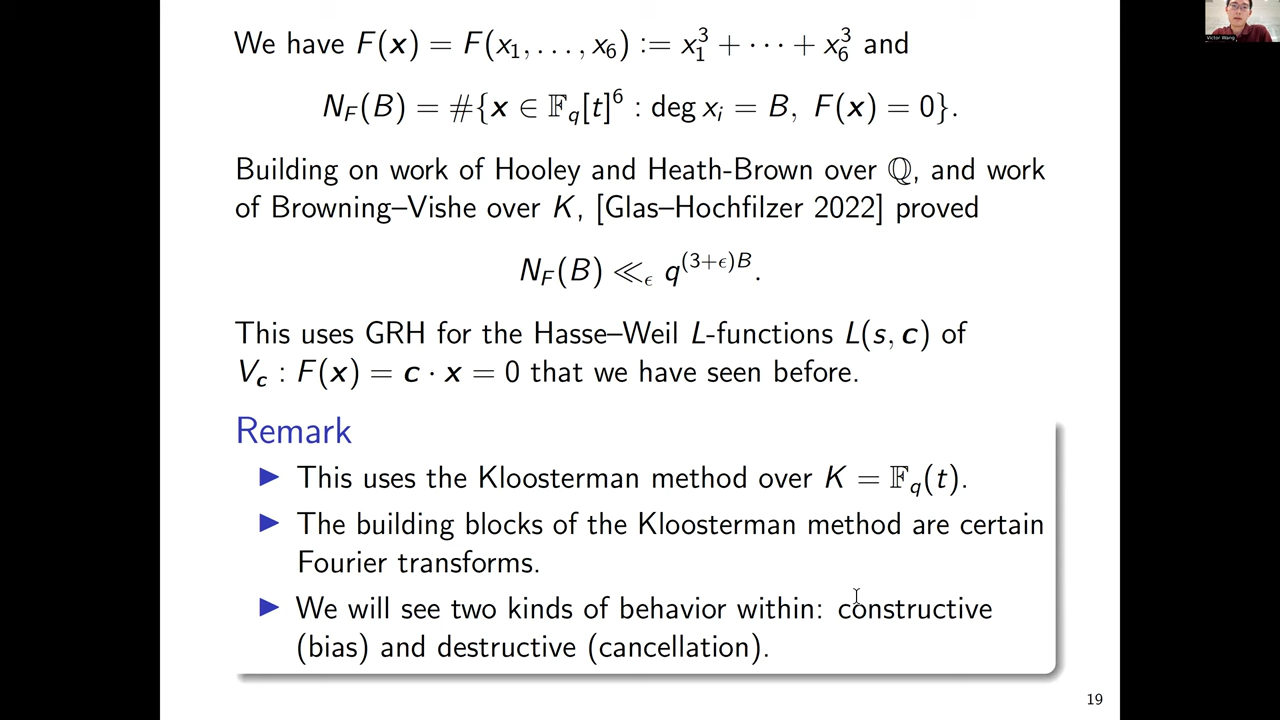 Victor Wang
We have F(x) = F(x₁, . . . , x₆) := x₁³ + ··· + x₆³ and
N_F(B) = #{x ∈ 𝔽_q[t]⁶ : deg xᵢ = B, F(x) = 0}.
Building on work of Hooley and Heath-Brown over ℚ, and work
of Browning–Vishe over K, [Glas–Hochfilzer 2022] proved
N_F(B) ≪_ϵ q^{(3+ϵ)B}.
This uses GRH for the Hasse–Weil L-functions L(s, c) of
V_c : F(x) = c · x = 0 that we have seen before.
Remark
▶ This uses the Kloosterman method over K = 𝔽_q(t).
▶ The building blocks of the Kloosterman method are certain
Fourier transforms.
▶ We will see two kinds of behavior within: constructive
(bias) and destructive (cancellation).
19